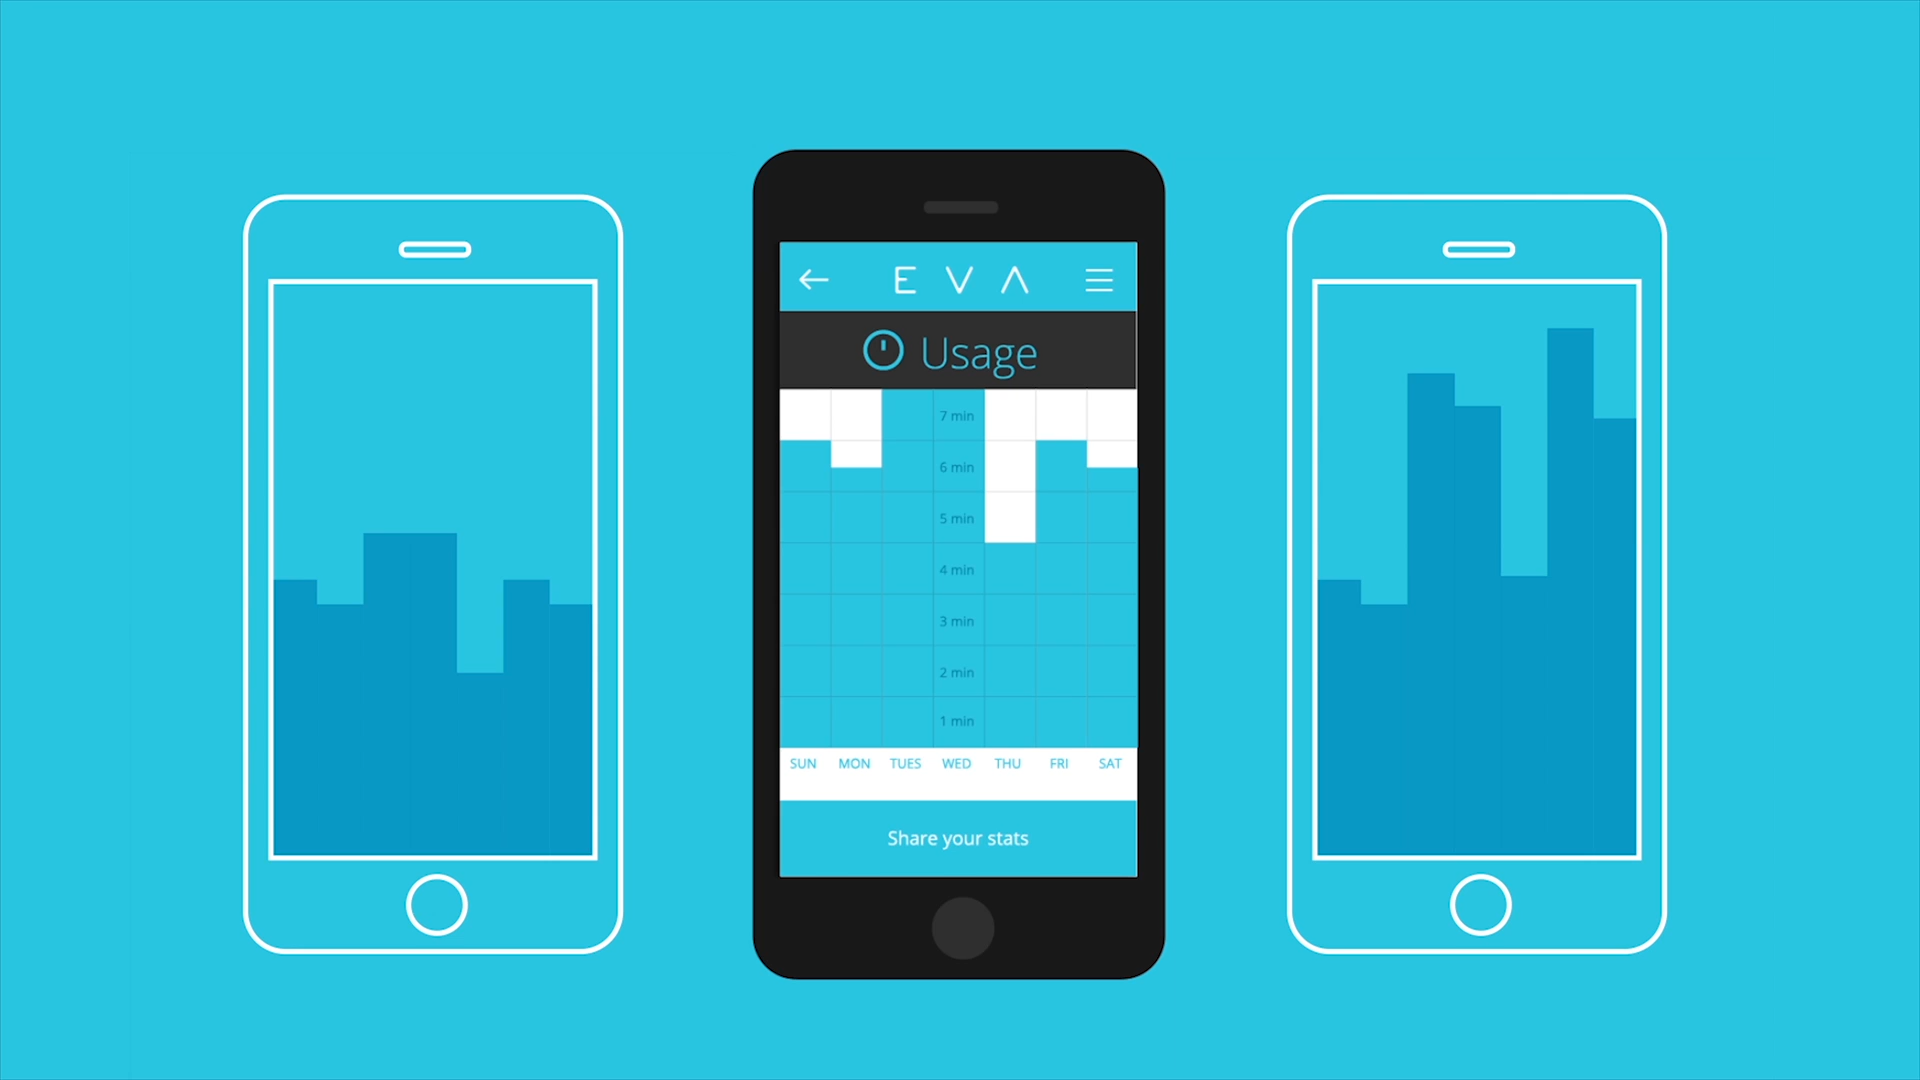 E V Λ
Usage
7 min
6 min
5 min
4 min
3 min
2 min
1 min
SUN MON TUES WED THU FRI SAT
Share your stats